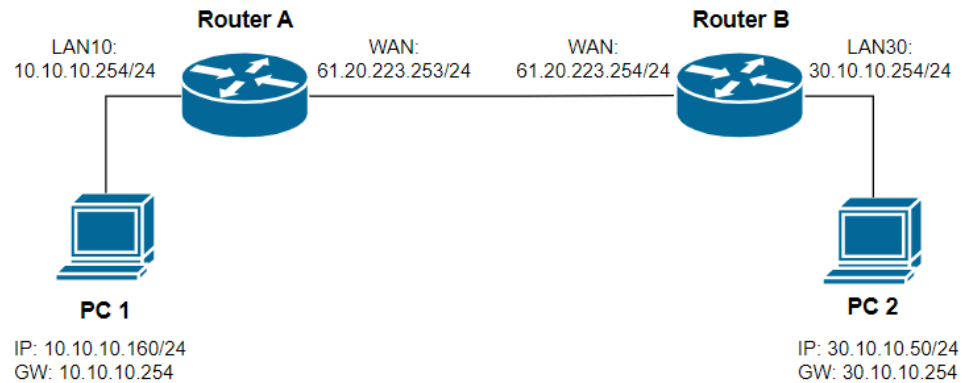 Router A
Router B
LAN10:
10.10.10.254/24
WAN:
61.20.223.253/24
WAN:
61.20.223.254/24
LAN30:
30.10.10.254/24
PC 1
IP: 10.10.10.160/24
GW: 10.10.10.254
PC 2
IP: 30.10.10.50/24
GW: 30.10.10.254